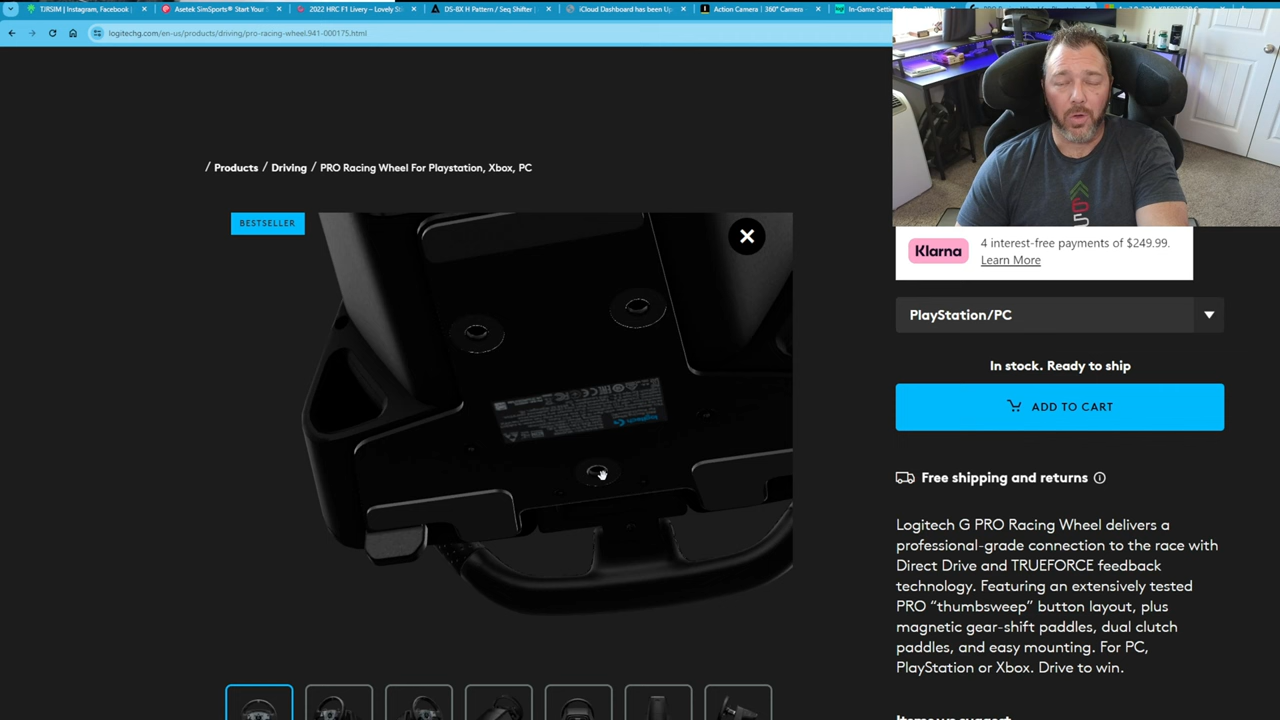 TJRSIM | Instagram, Facebook |
Asetek SimSports® Start Your S
2022 HRC F1 Livery – Lovely St
DS-BX H Pattern / Seq Shifter |
iCloud Dashboard has been Up
Action Camera | 360° Camera
logitechg.com/en-us/products/driving/pro-racing-wheel.941-000175.html
/ Products / Driving / PRO Racing Wheel For Playstation, Xbox, PC
BESTSELLER
Klarna
4 interest-free payments of $249.99.
Learn More
PlayStation/PC
In stock. Ready to ship
ADD TO CART
Free shipping and returns
Logitech G PRO Racing Wheel delivers a
professional-grade connection to the race with
Direct Drive and TRUEFORCE feedback
technology. Featuring an extensively tested
PRO “thumbsweep” button layout, plus
magnetic gear-shift paddles, dual clutch
paddles, and easy mounting. For PC,
PlayStation or Xbox. Drive to win.
Items we suggest